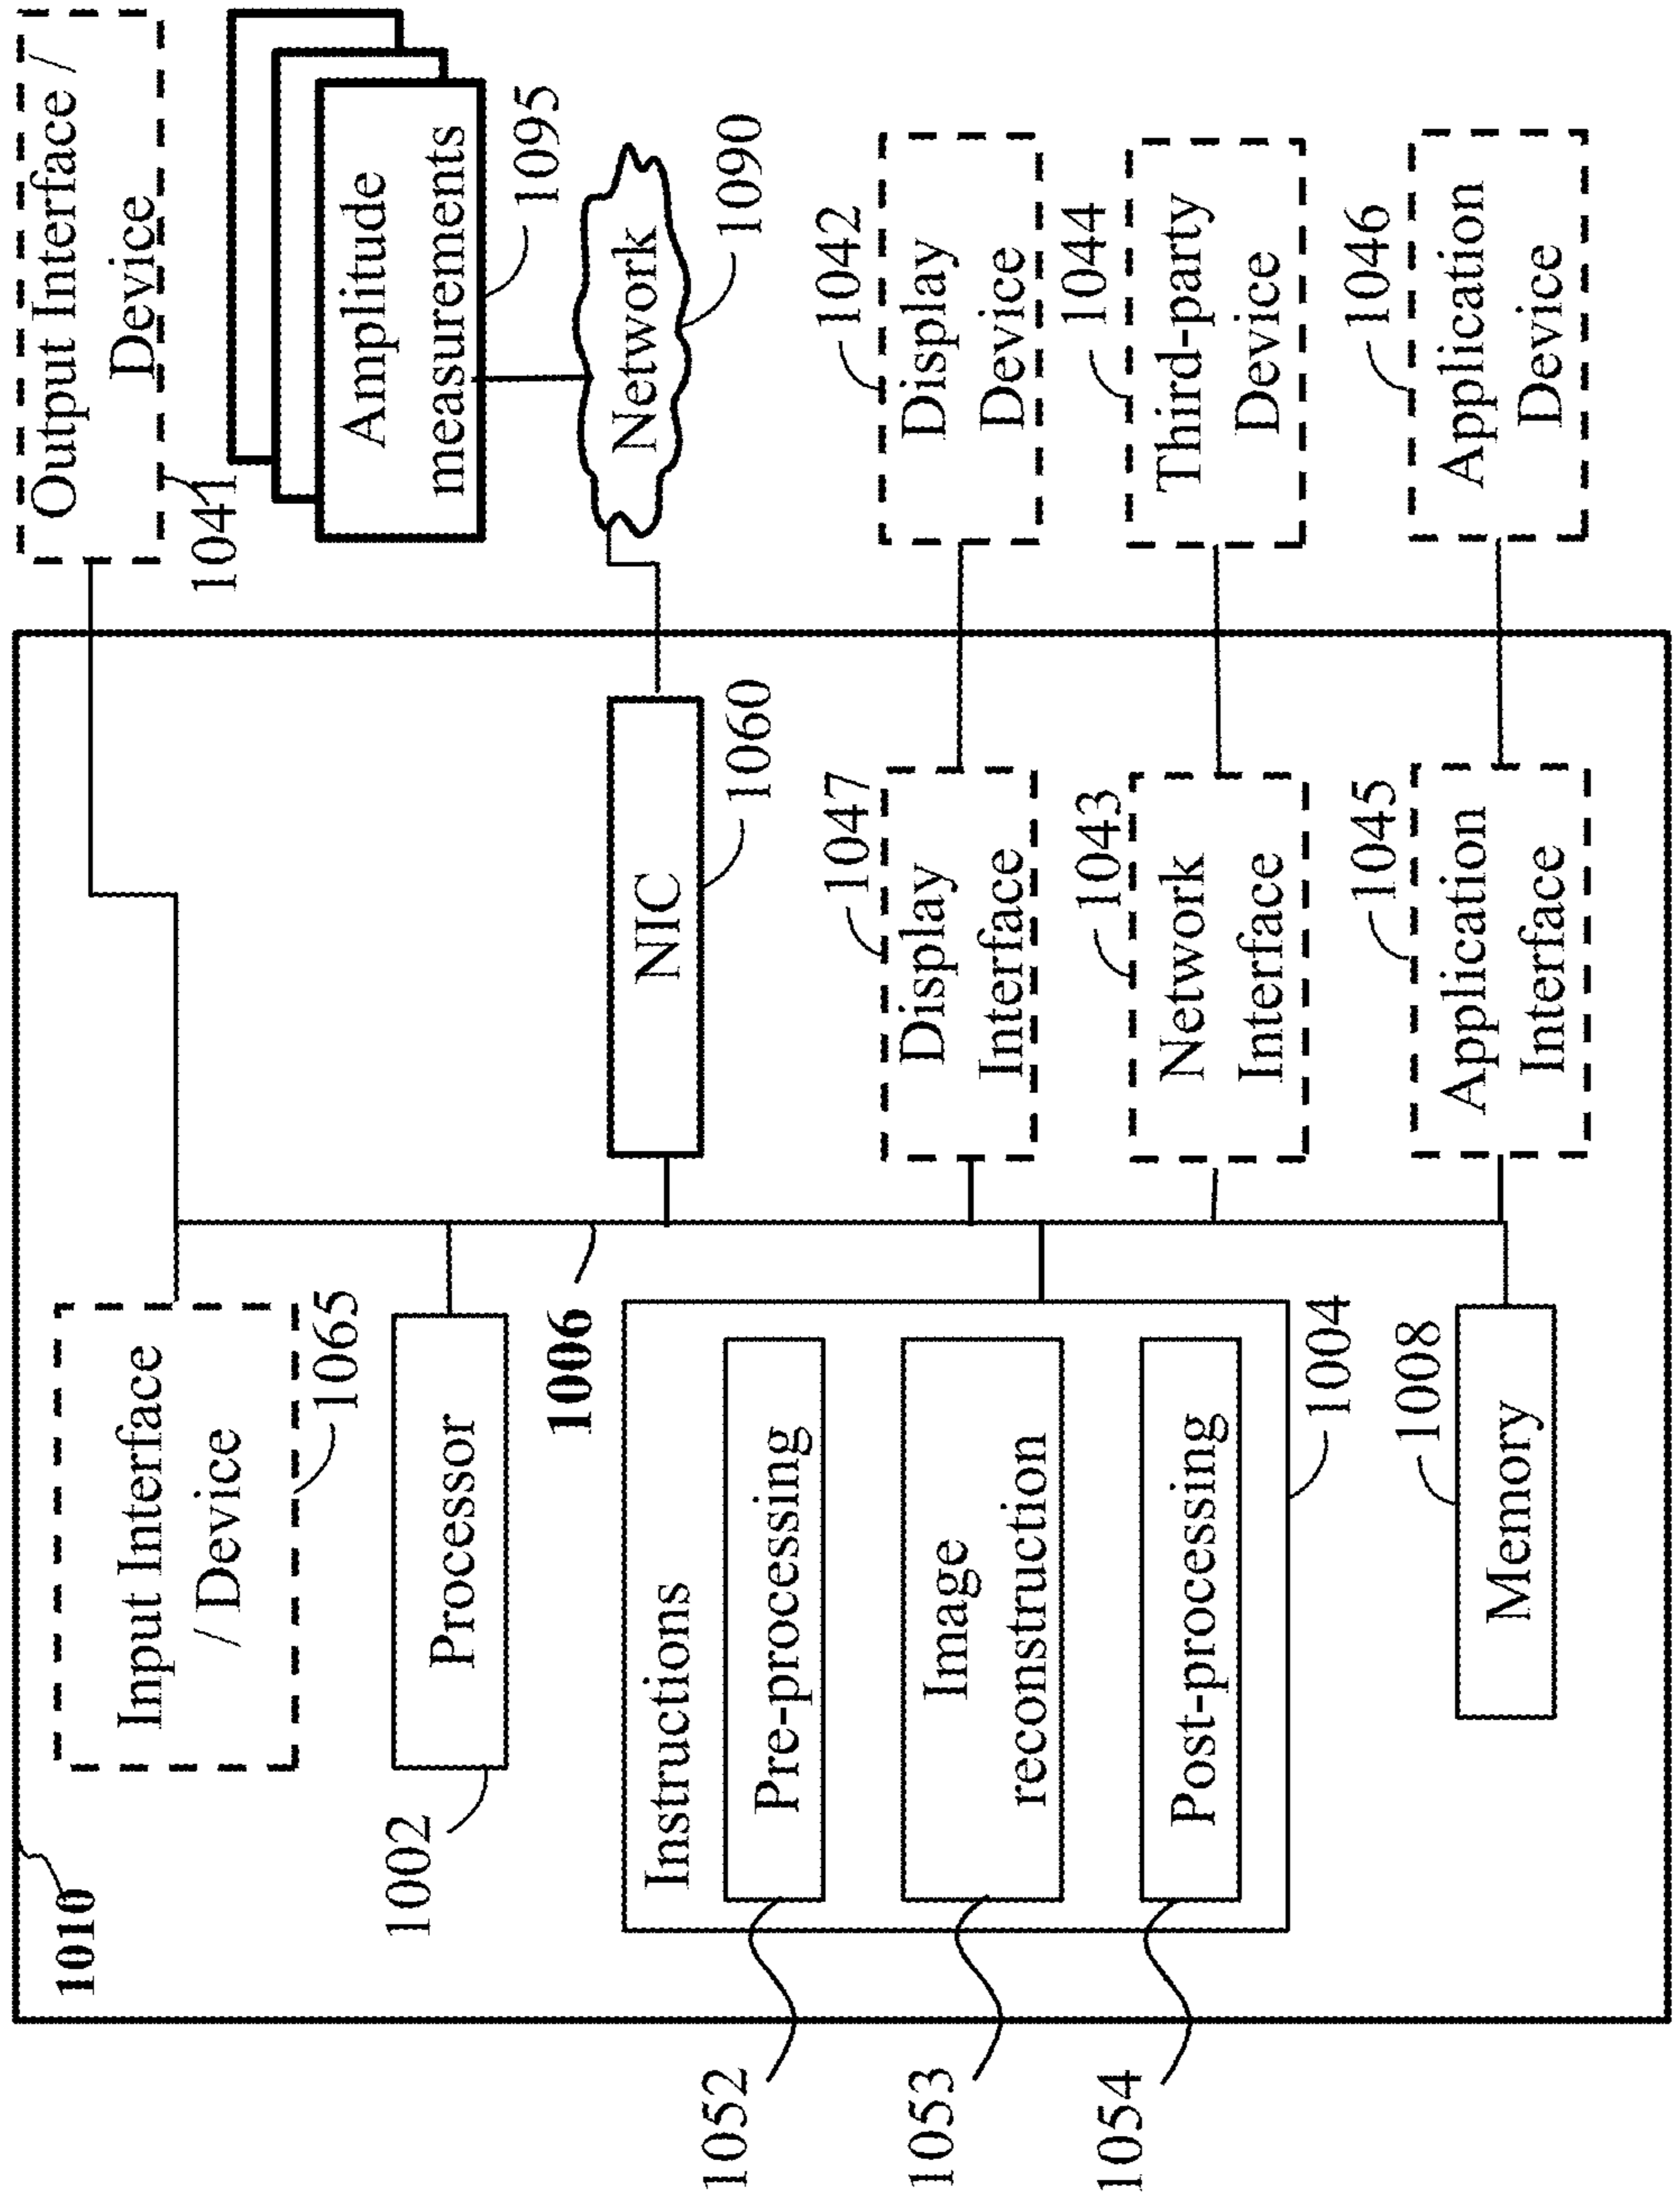 1010
Input Interface
/ Device
1065
Output Interface /
Device
1041
Amplitude
measurements
1095
1002
Processor
1006
NIC
1060
Network
1090
Instructions
1052
Pre-processing
1053
Image
reconstruction
1054
Post-processing
1004
1047
Display
Interface
1042
Display
Device
1043
Network
Interface
1044
Third-party
Device
1008
Memory
1045
Application
Interface
1046
Application
Device